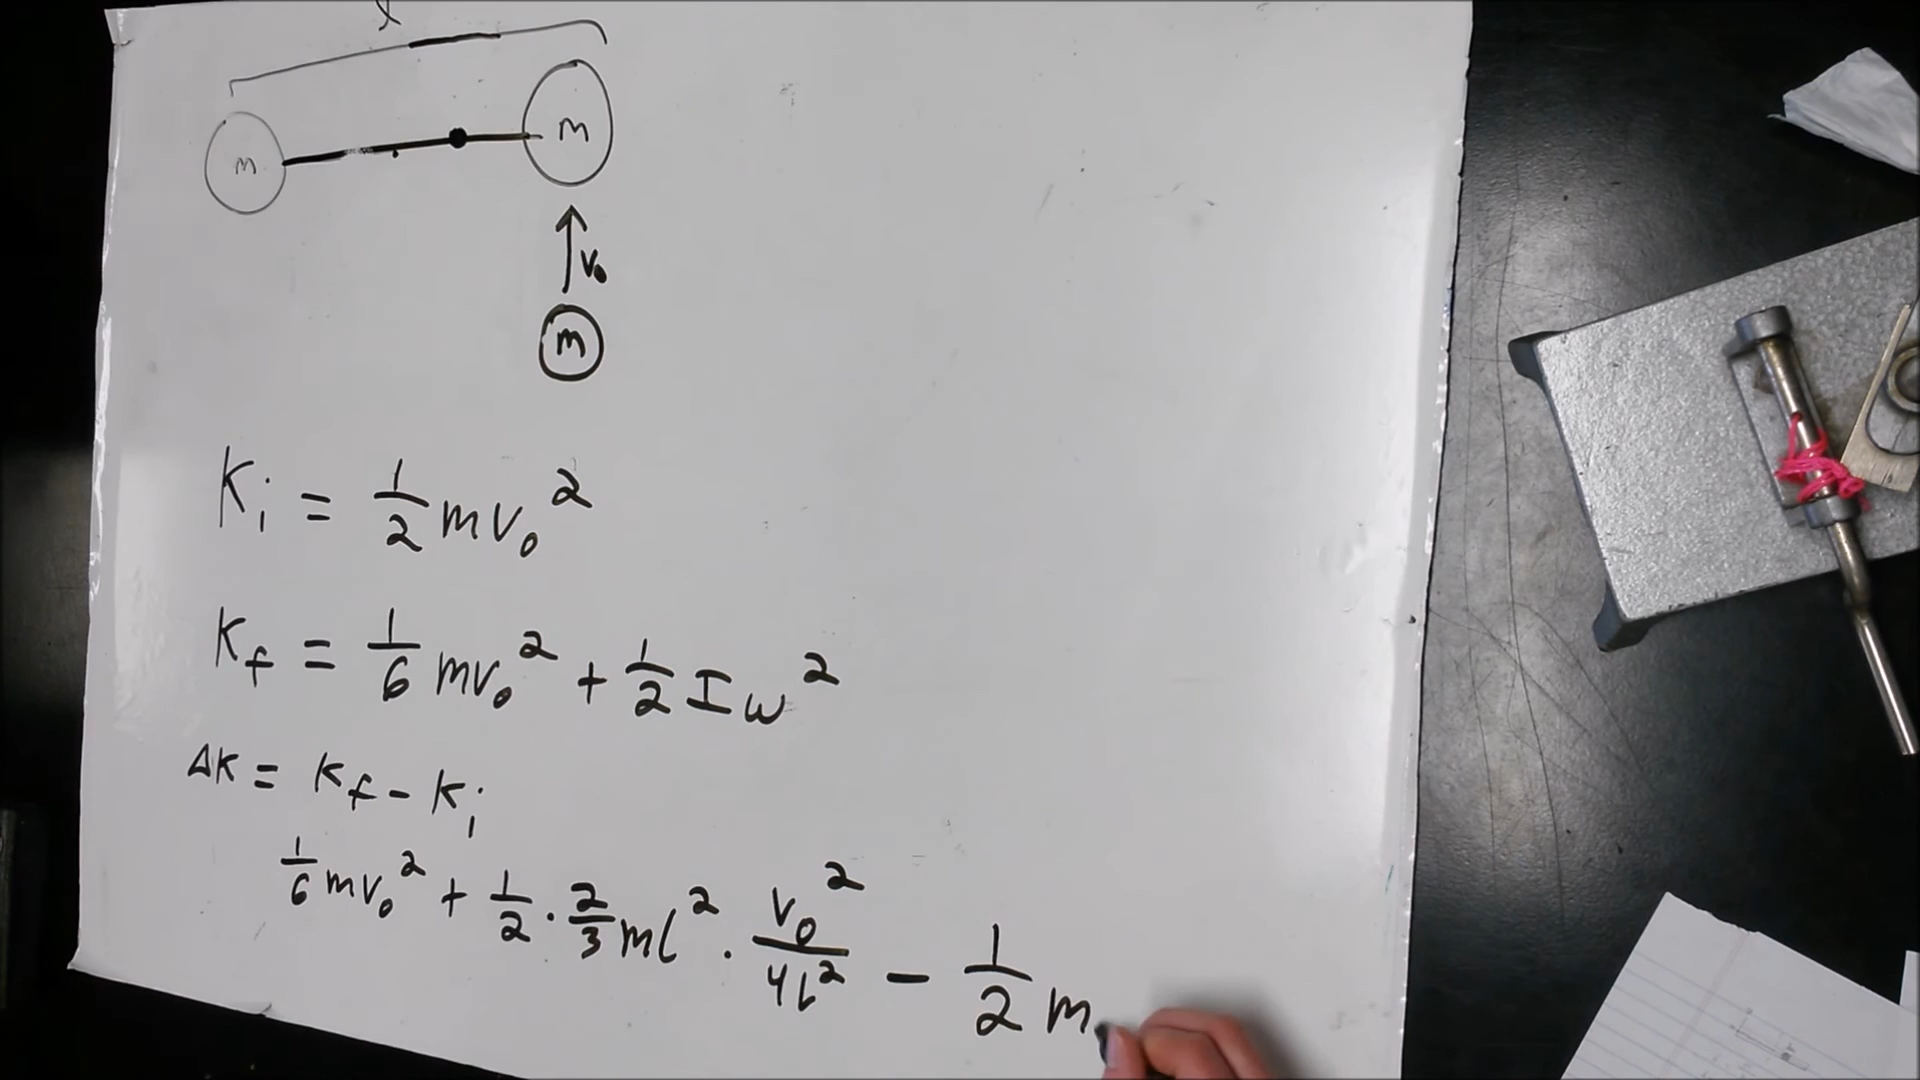 l
m m
v₀
m
Kᵢ = 1/2 mv₀²
K_f = 1/6 mv₀² + 1/2 Iω²
ΔK = K_f - Kᵢ
1/6 mv₀² + 1/2 · 2/3 ml² · v₀²/4l² - 1/2 m